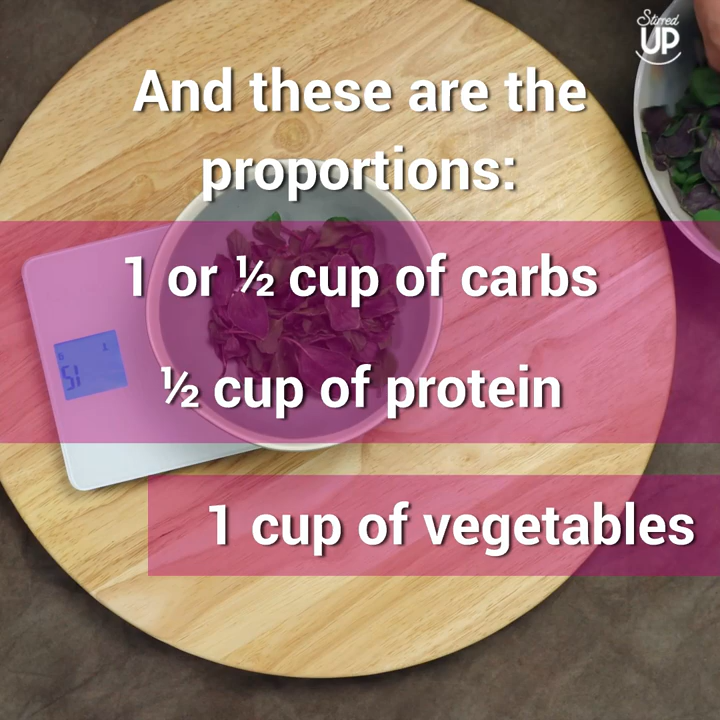 Stirred
UP
And these are the
proportions:
1 or ½ cup of carbs
½ cup of protein
1 cup of vegetables